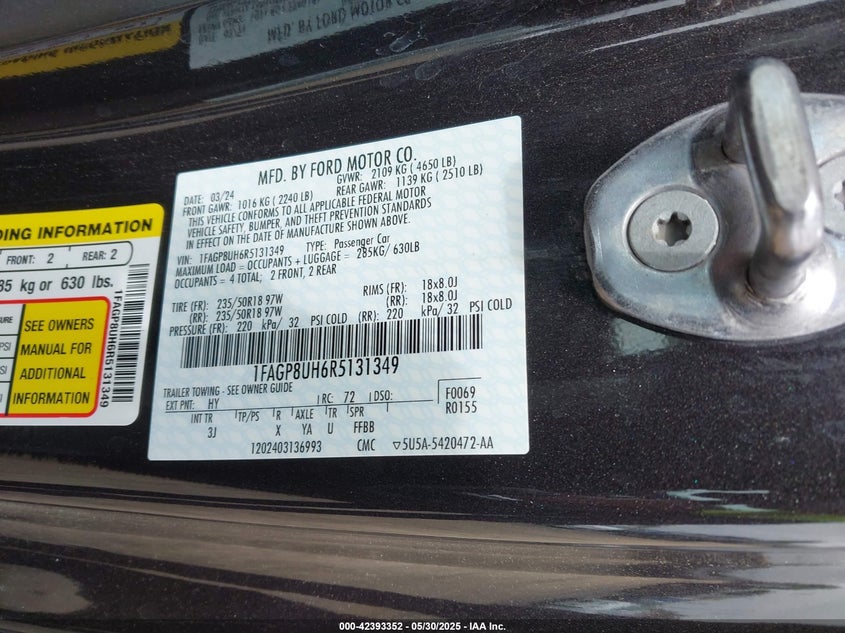 MFD. BY FORD MOTOR CO.
DATE: 03/24 GVWR: 2109 KG ( 4650 LB)
FRONT GAWR: 1016 KG ( 2240 LB) REAR GAWR: 1139 KG ( 2510 LB)
THIS VEHICLE CONFORMS TO ALL APPLICABLE FEDERAL MOTOR
VEHICLE SAFETY, BUMPER, AND THEFT PREVENTION STANDARDS
IN EFFECT ON THE DATE OF MANUFACTURE SHOWN ABOVE.
VIN: 1FAGP8UH6R5131349 TYPE: Passenger Car
MAXIMUM LOAD = OCCUPANTS + LUGGAGE = 285KG/ 630LB
OCCUPANTS = 4 TOTAL; 2 FRONT, 2 REAR
TIRE (FR): 235/50R18 97W RIMS (FR): 18x8.0J
(RR): 235/50R18 97W (RR): 18x8.0J
PRESSURE (FR): 220 kPa/ 32 PSI COLD (RR): 220 kPa/ 32 PSI COLD
1FAGP8UH6R5131349
TRAILER TOWING - SEE OWNER GUIDE
EXT PNT: HY RC: 72 DSO: F0069
INT TR TP/PS R AXLE TR SPR R0155
3J X YA U FFBB
1202403136993 CMC ▽5U5A-5420472-AA
DING INFORMATION
FRONT: 2 REAR: 2
85 kg or 630 lbs.
SEE OWNERS
MANUAL FOR
ADDITIONAL
INFORMATION
1FAGP8UH6R5131349
MFD. BY FORD MOTOR CO
000-42393352 - 05/30/2025 - IAA Inc.